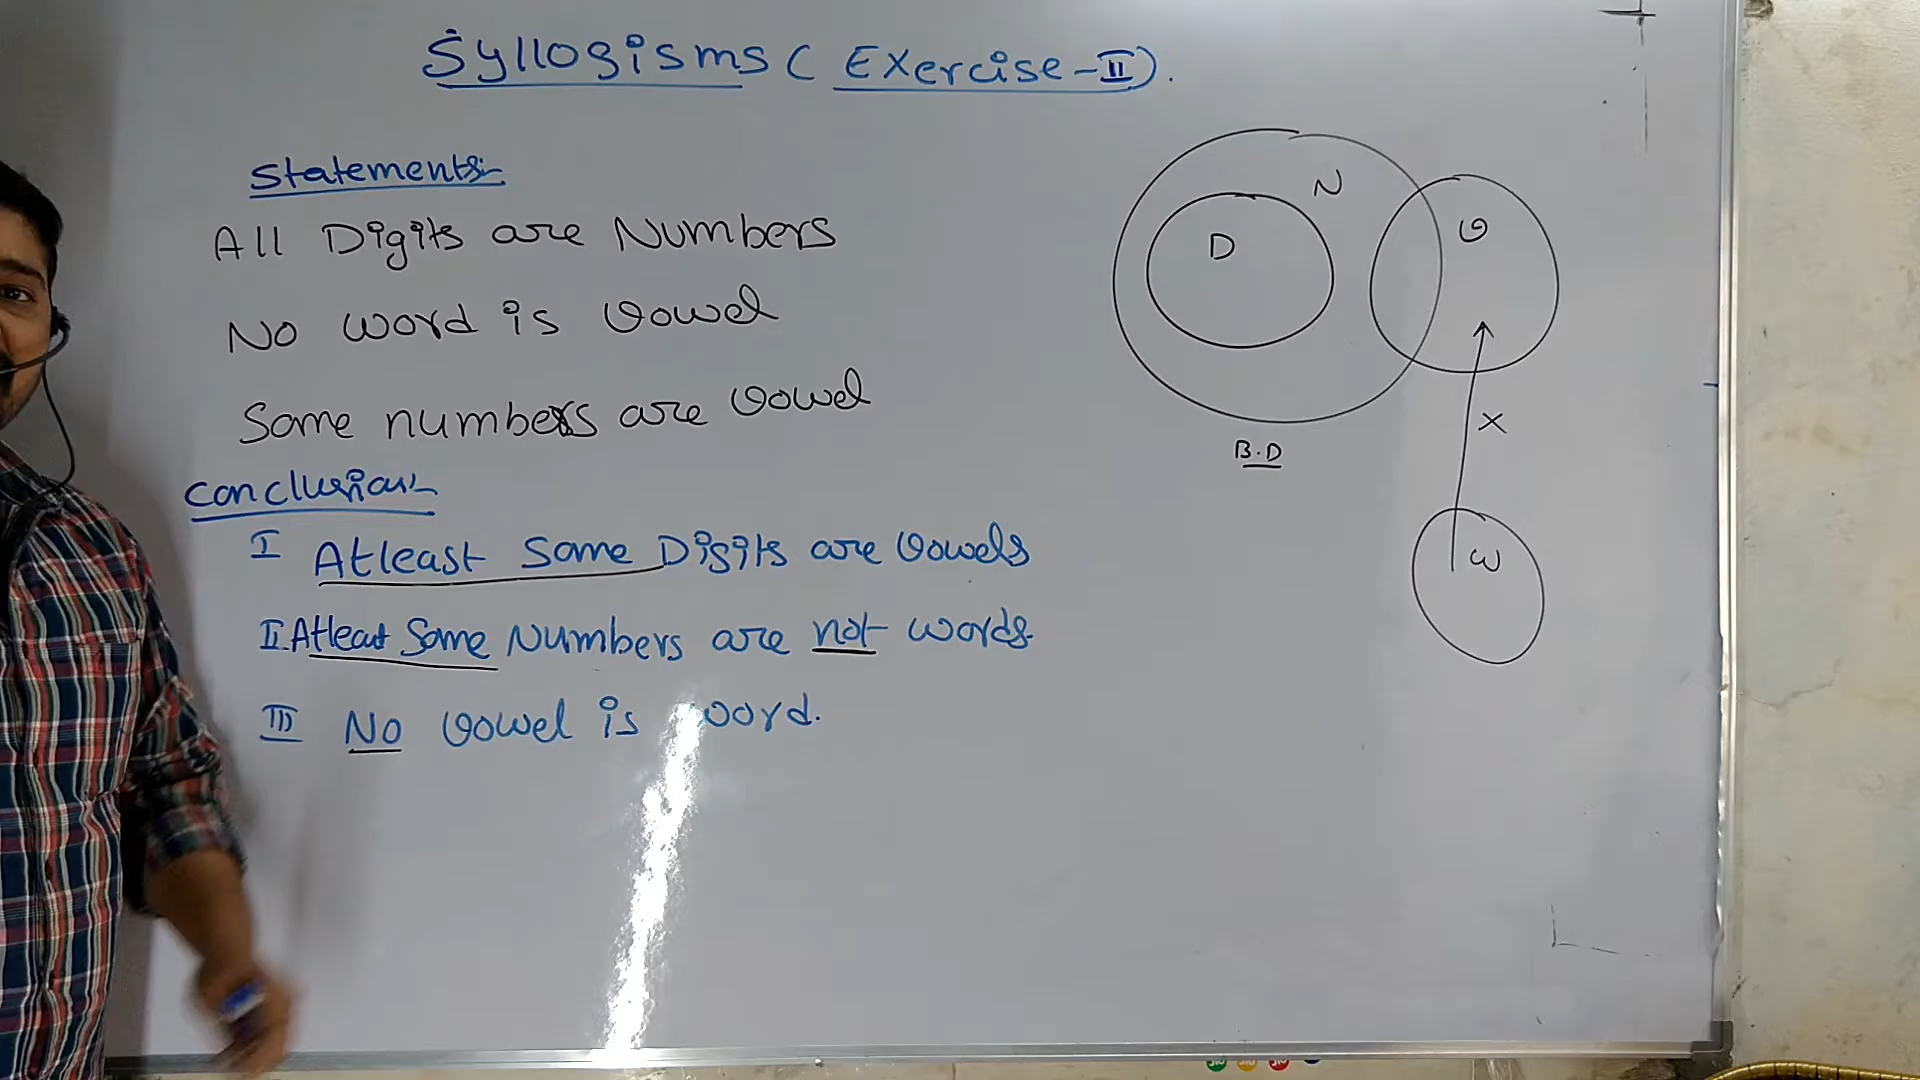 Syllogisms (Exercise-II).
Statements:-
All Digits are Numbers
No word is Vowel
Some numbers are Vowel
Conclusion:-
I Atleast Some Digits are Vowels
II. Atleast Some Numbers are not words.
III No Vowel is word.
N
D
V
X
B.D
W